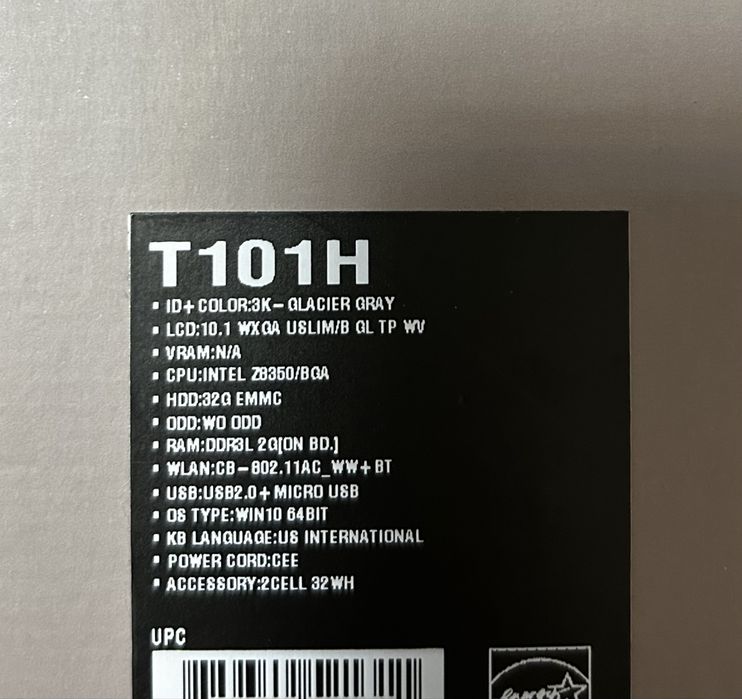 T101H
▪ ID+ COLOR:3K- GLACIER GRAY
▪ LCD:10.1 WXGA USLIM/B GL TP WV
▪ VRAM:N/A
▪ CPU:INTEL Z8350/BGA
▪ HDD:32G EMMC
▪ ODD:WO ODD
▪ RAM:DDR3L 2G[ON BD.]
▪ WLAN:CB-802.11AC_WW+BT
▪ USB:USB2.0+ MICRO USB
▪ OS TYPE:WIN10 64BIT
▪ KB LANGUAGE:US INTERNATIONAL
▪ POWER CORD:CEE
▪ ACCESSORY:2CELL 32WH
UPC
energy